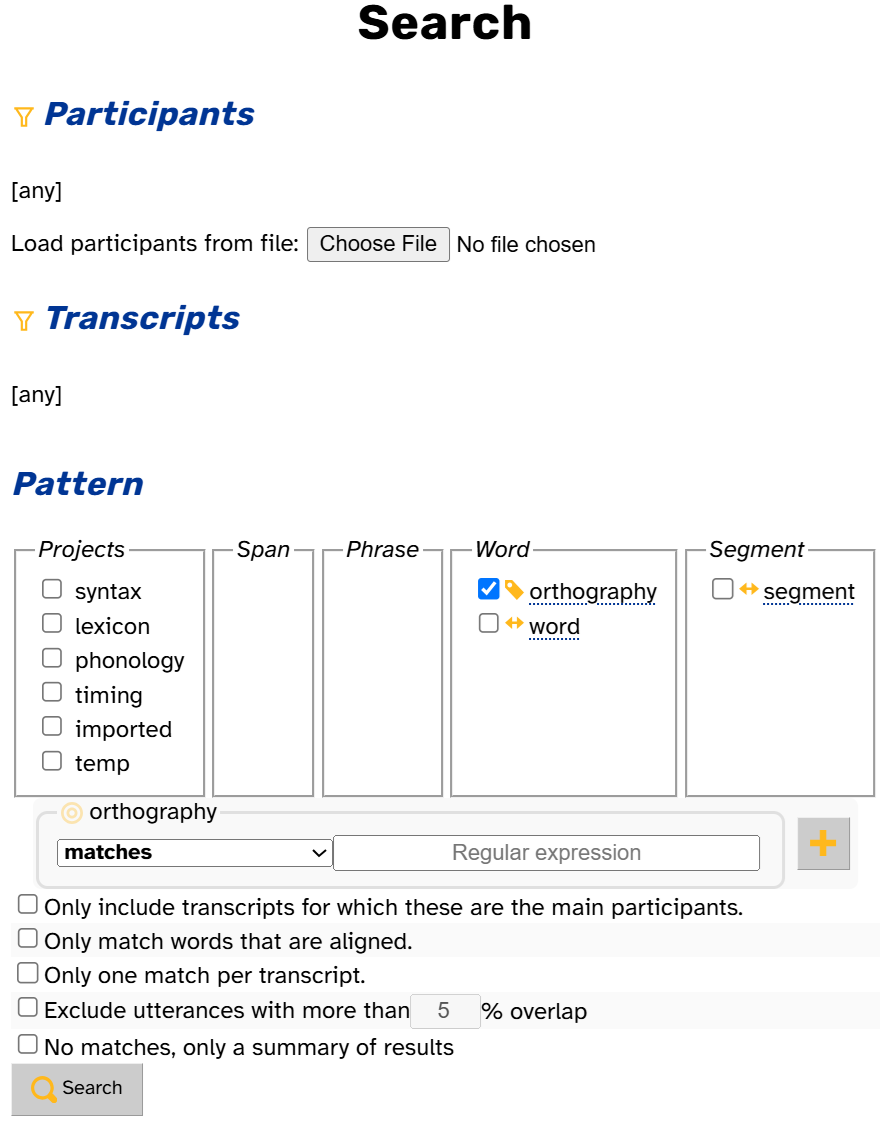 Search
Participants
[any]
Load participants from file: Choose File No file chosen
Transcripts
[any]
Pattern
Projects
syntax
lexicon
phonology
timing
imported
temp
Span
Phrase
Word
orthography
word
Segment
segment
orthography
matches Regular expression
Only include transcripts for which these are the main participants.
Only match words that are aligned.
Only one match per transcript.
Exclude utterances with more than 5 % overlap
No matches, only a summary of results
Search